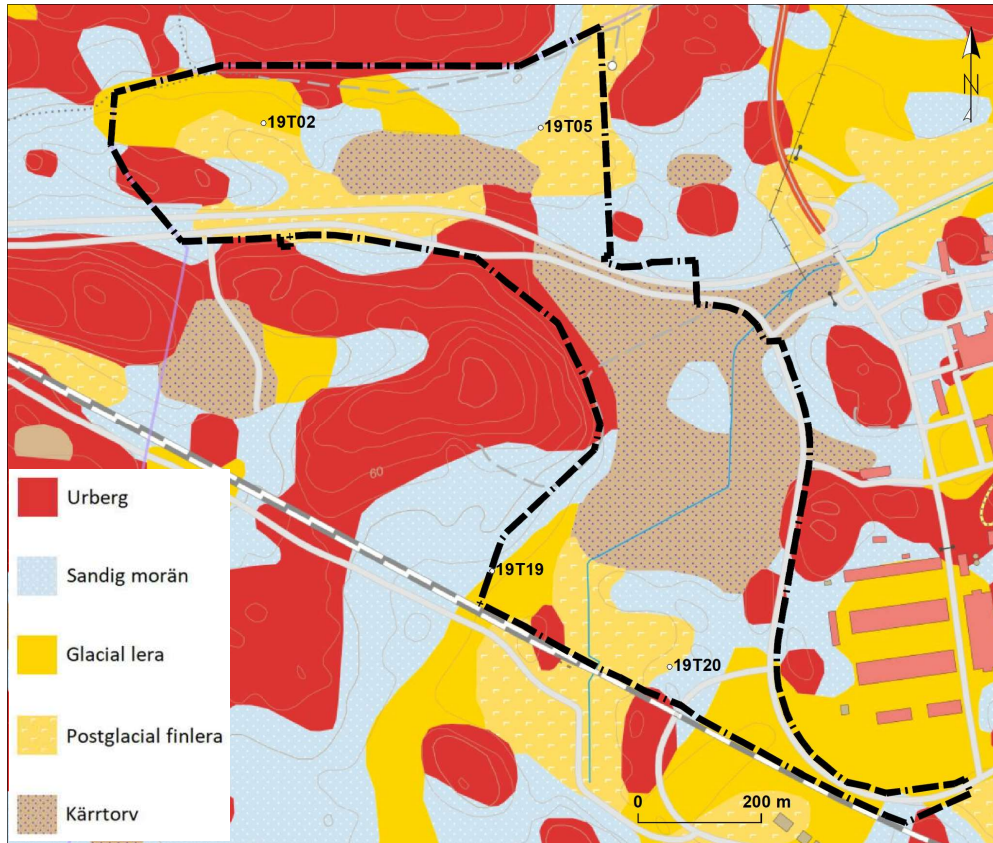 N
19T02
19T05
60
19T19
19T20
Urberg
Sandig morän
Glacial lera
Postglacial finlera
Kärrtorv
0 200 m